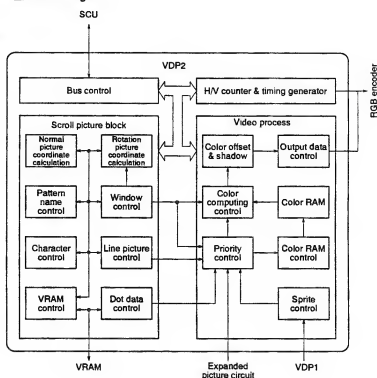 SCU
VDP2
Bus control
H/V counter & timing generator
RGB encoder
Scroll picture block
Video process
Normal
picture
coordinate
calculation
Rotation
picture
coordinate
calculation
Color offset
& shadow
Output data
control
Pattern
name
control
Window
control
Color
computing
control
Color RAM
Character
control
Line picture
control
Priority
control
Color RAM
control
VRAM
control
Dot data
control
Sprite
control
VRAM
Expanded
picture circuit
VDP1